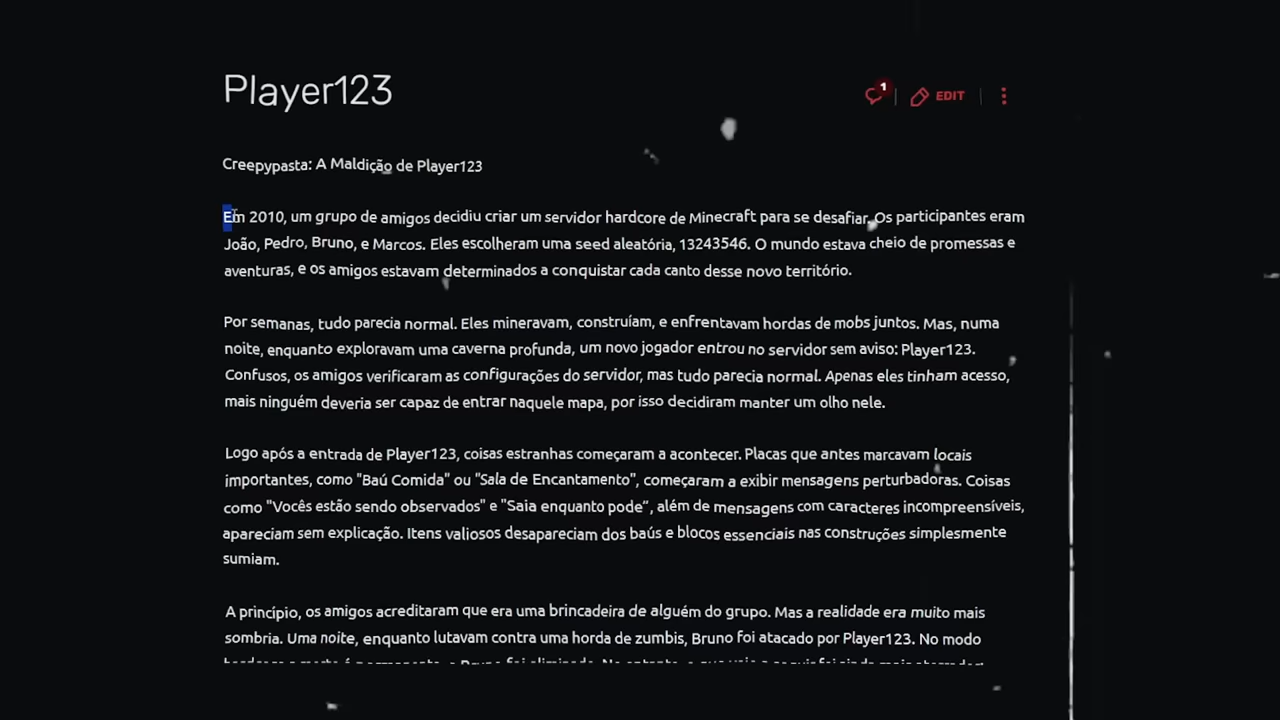 Player123
1
EDIT
Creepypasta: A Maldição de Player123
Em 2010, um grupo de amigos decidiu criar um servidor hardcore de Minecraft para se desafiar. Os participantes eram
João, Pedro, Bruno, e Marcos. Eles escolheram uma seed aleatória, 13243546. O mundo estava cheio de promessas e
aventuras, e os amigos estavam determinados a conquistar cada canto desse novo território.
Por semanas, tudo parecia normal. Eles mineravam, construíam, e enfrentavam hordas de mobs juntos. Mas, numa
noite, enquanto exploravam uma caverna profunda, um novo jogador entrou no servidor sem aviso: Player123.
Confusos, os amigos verificaram as configurações do servidor, mas tudo parecia normal. Apenas eles tinham acesso,
mais ninguém deveria ser capaz de entrar naquele mapa, por isso decidiram manter um olho nele.
Logo após a entrada de Player123, coisas estranhas começaram a acontecer. Placas que antes marcavam locais
importantes, como "Baú Comida" ou "Sala de Encantamento", começaram a exibir mensagens perturbadoras. Coisas
como "Vocês estão sendo observados" e "Saia enquanto pode", além de mensagens com caracteres incompreensíveis,
apareciam sem explicação. Itens valiosos desapareciam dos baús e blocos essenciais nas construções simplesmente
sumiam.
A princípio, os amigos acreditaram que era uma brincadeira de alguém do grupo. Mas a realidade era muito mais
sombria. Uma noite, enquanto lutavam contra uma horda de zumbis, Bruno foi atacado por Player123. No modo